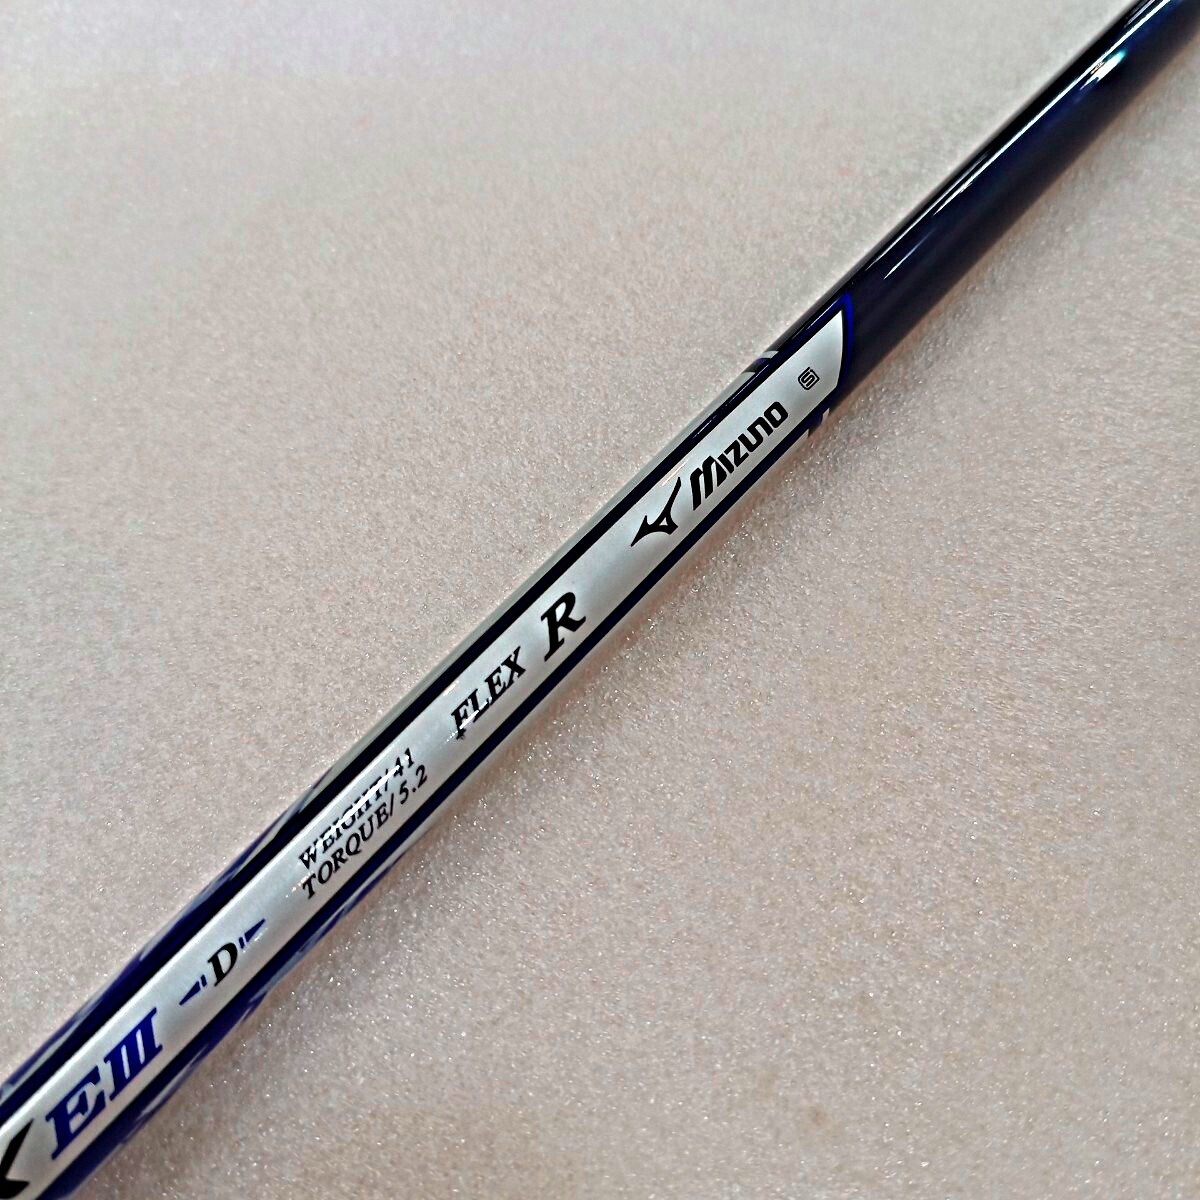 EIII
D
WEIGHT/41
TORQUE/5.2
FLEX R
MIZUNO
S